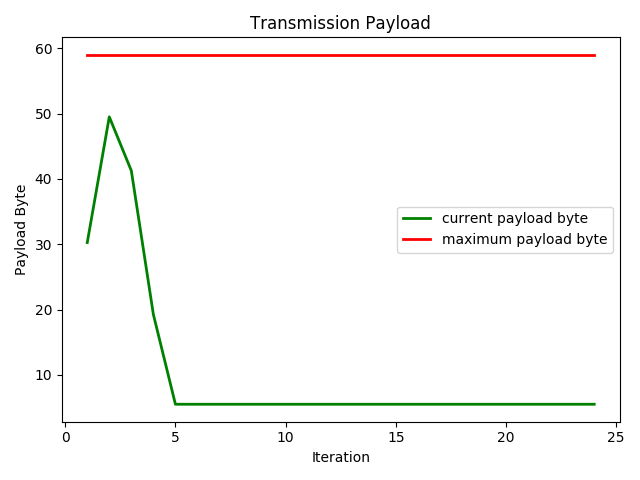 Transmission Payload
60
50
40
30
20
10
Payload Byte
current payload byte
maximum payload byte
0 5 10 15 20 25
Iteration